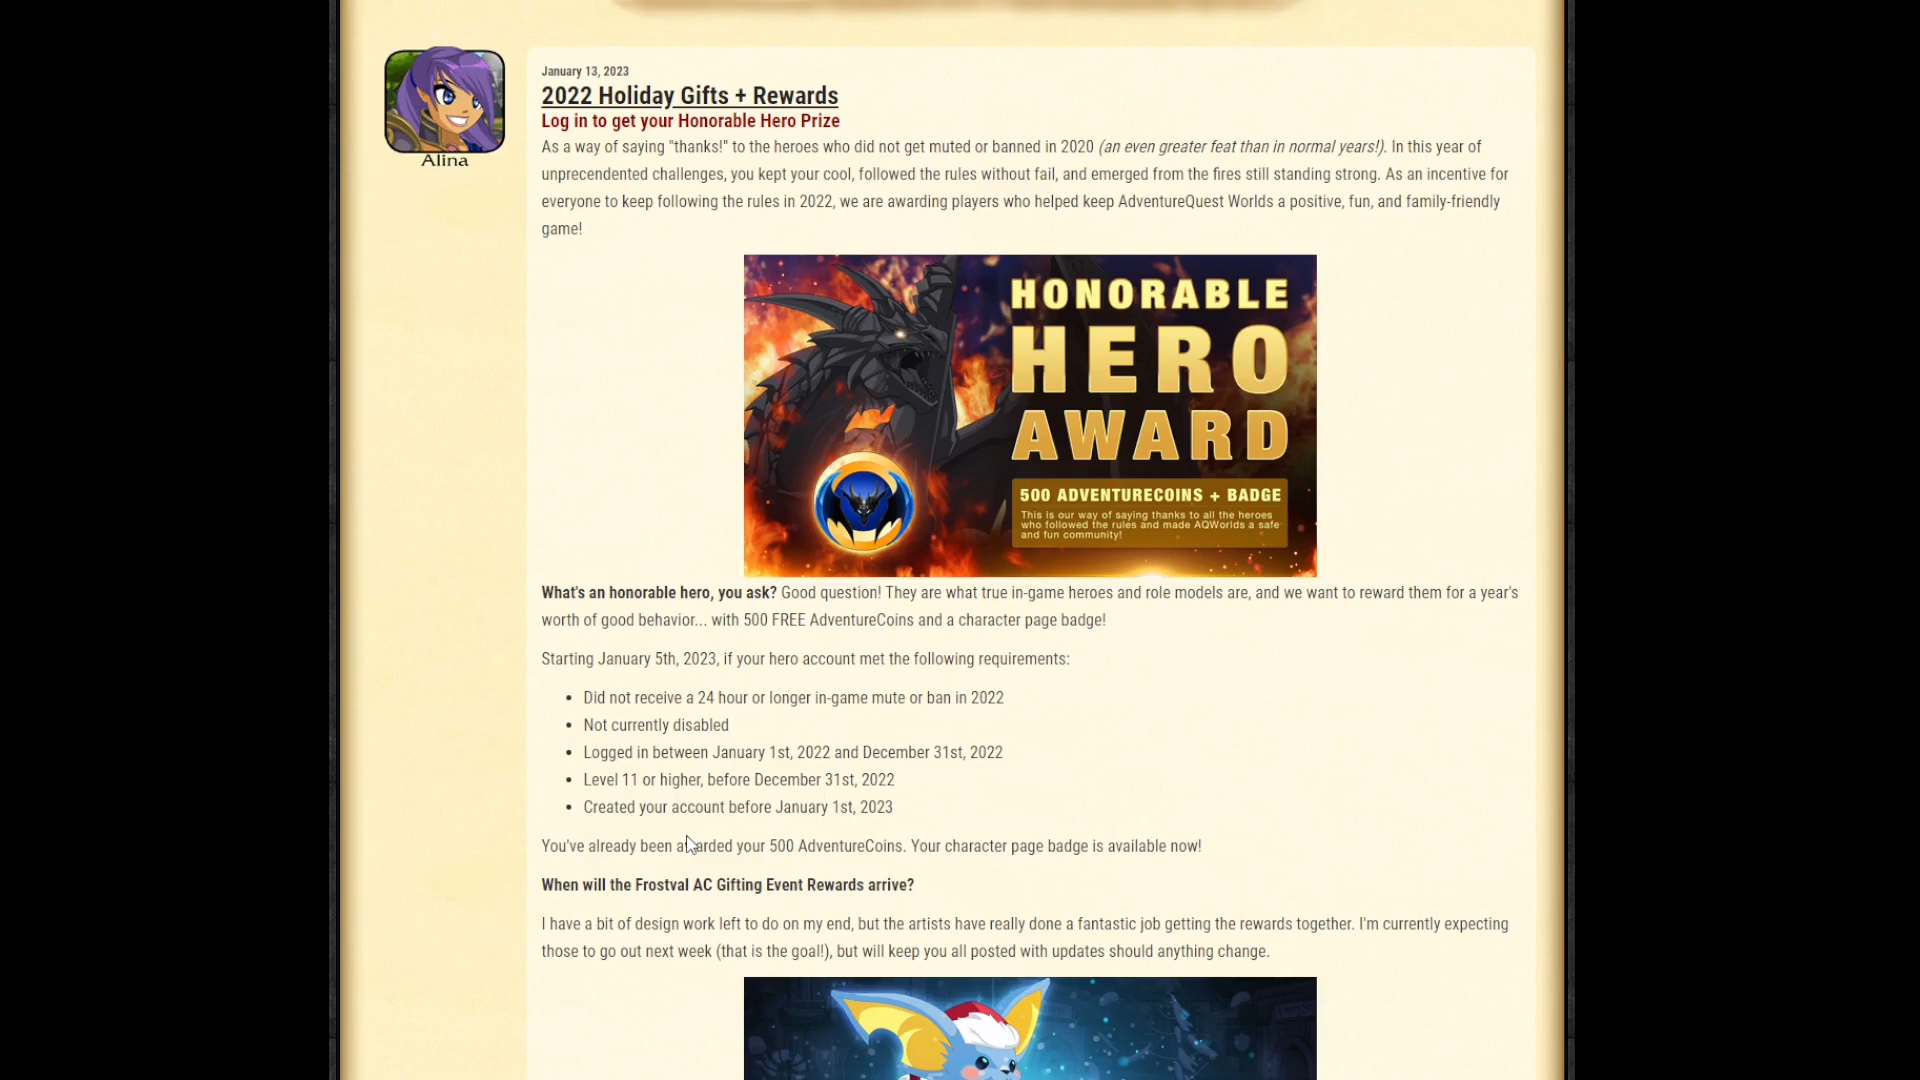 January 13, 2023
2022 Holiday Gifts + Rewards
Log in to get your Honorable Hero Prize
Alina
As a way of saying "thanks!" to the heroes who did not get muted or banned in 2020 (an even greater feat than in normal years!). In this year of
unprecendented challenges, you kept your cool, followed the rules without fail, and emerged from the fires still standing strong. As an incentive for
everyone to keep following the rules in 2022, we are awarding players who helped keep AdventureQuest Worlds a positive, fun, and family-friendly
game!
HONORABLE
HERO
AWARD
500 ADVENTURECOINS + BADGE
This is our way of saying thanks to all the heroes
who followed the rules and made AQWorlds a safe
and fun community!
What's an honorable hero, you ask? Good question! They are what true in-game heroes and role models are, and we want to reward them for a year's
worth of good behavior... with 500 FREE AdventureCoins and a character page badge!
Starting January 5th, 2023, if your hero account met the following requirements:
• Did not receive a 24 hour or longer in-game mute or ban in 2022
• Not currently disabled
• Logged in between January 1st, 2022 and December 31st, 2022
• Level 11 or higher, before December 31st, 2022
• Created your account before January 1st, 2023
You've already been awarded your 500 AdventureCoins. Your character page badge is available now!
When will the Frostval AC Gifting Event Rewards arrive?
I have a bit of design work left to do on my end, but the artists have really done a fantastic job getting the rewards together. I'm currently expecting
those to go out next week (that is the goal!), but will keep you all posted with updates should anything change.